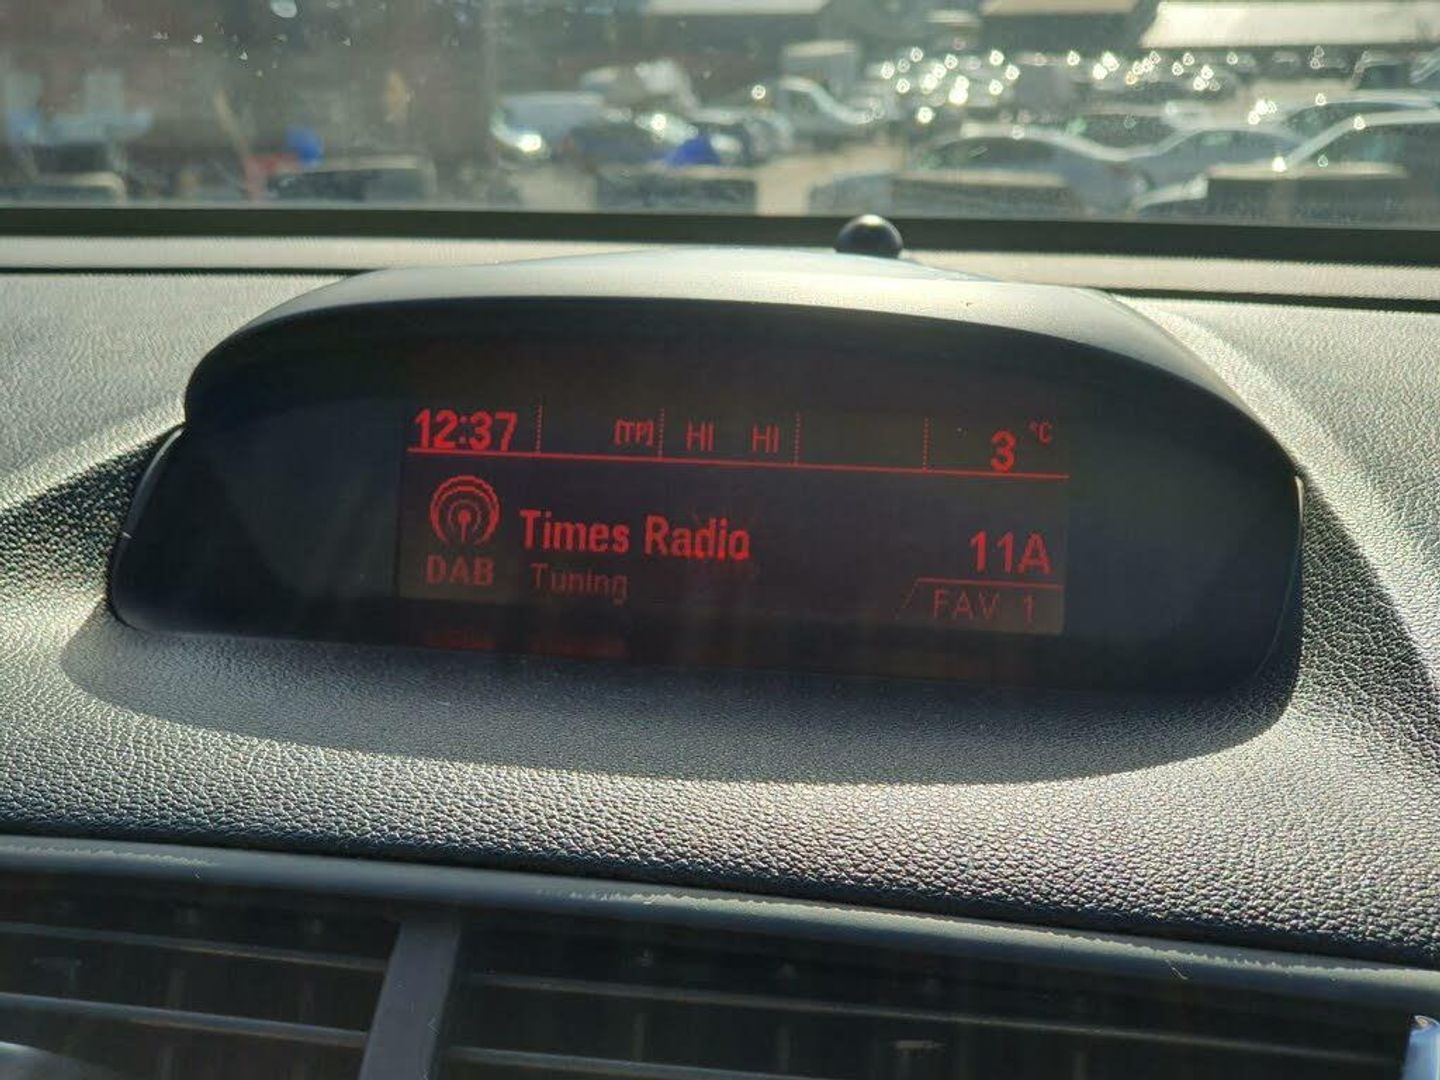 12:37 [TP] HI HI 3 °C
Times Radio 11A
DAB Tuning FAV 1